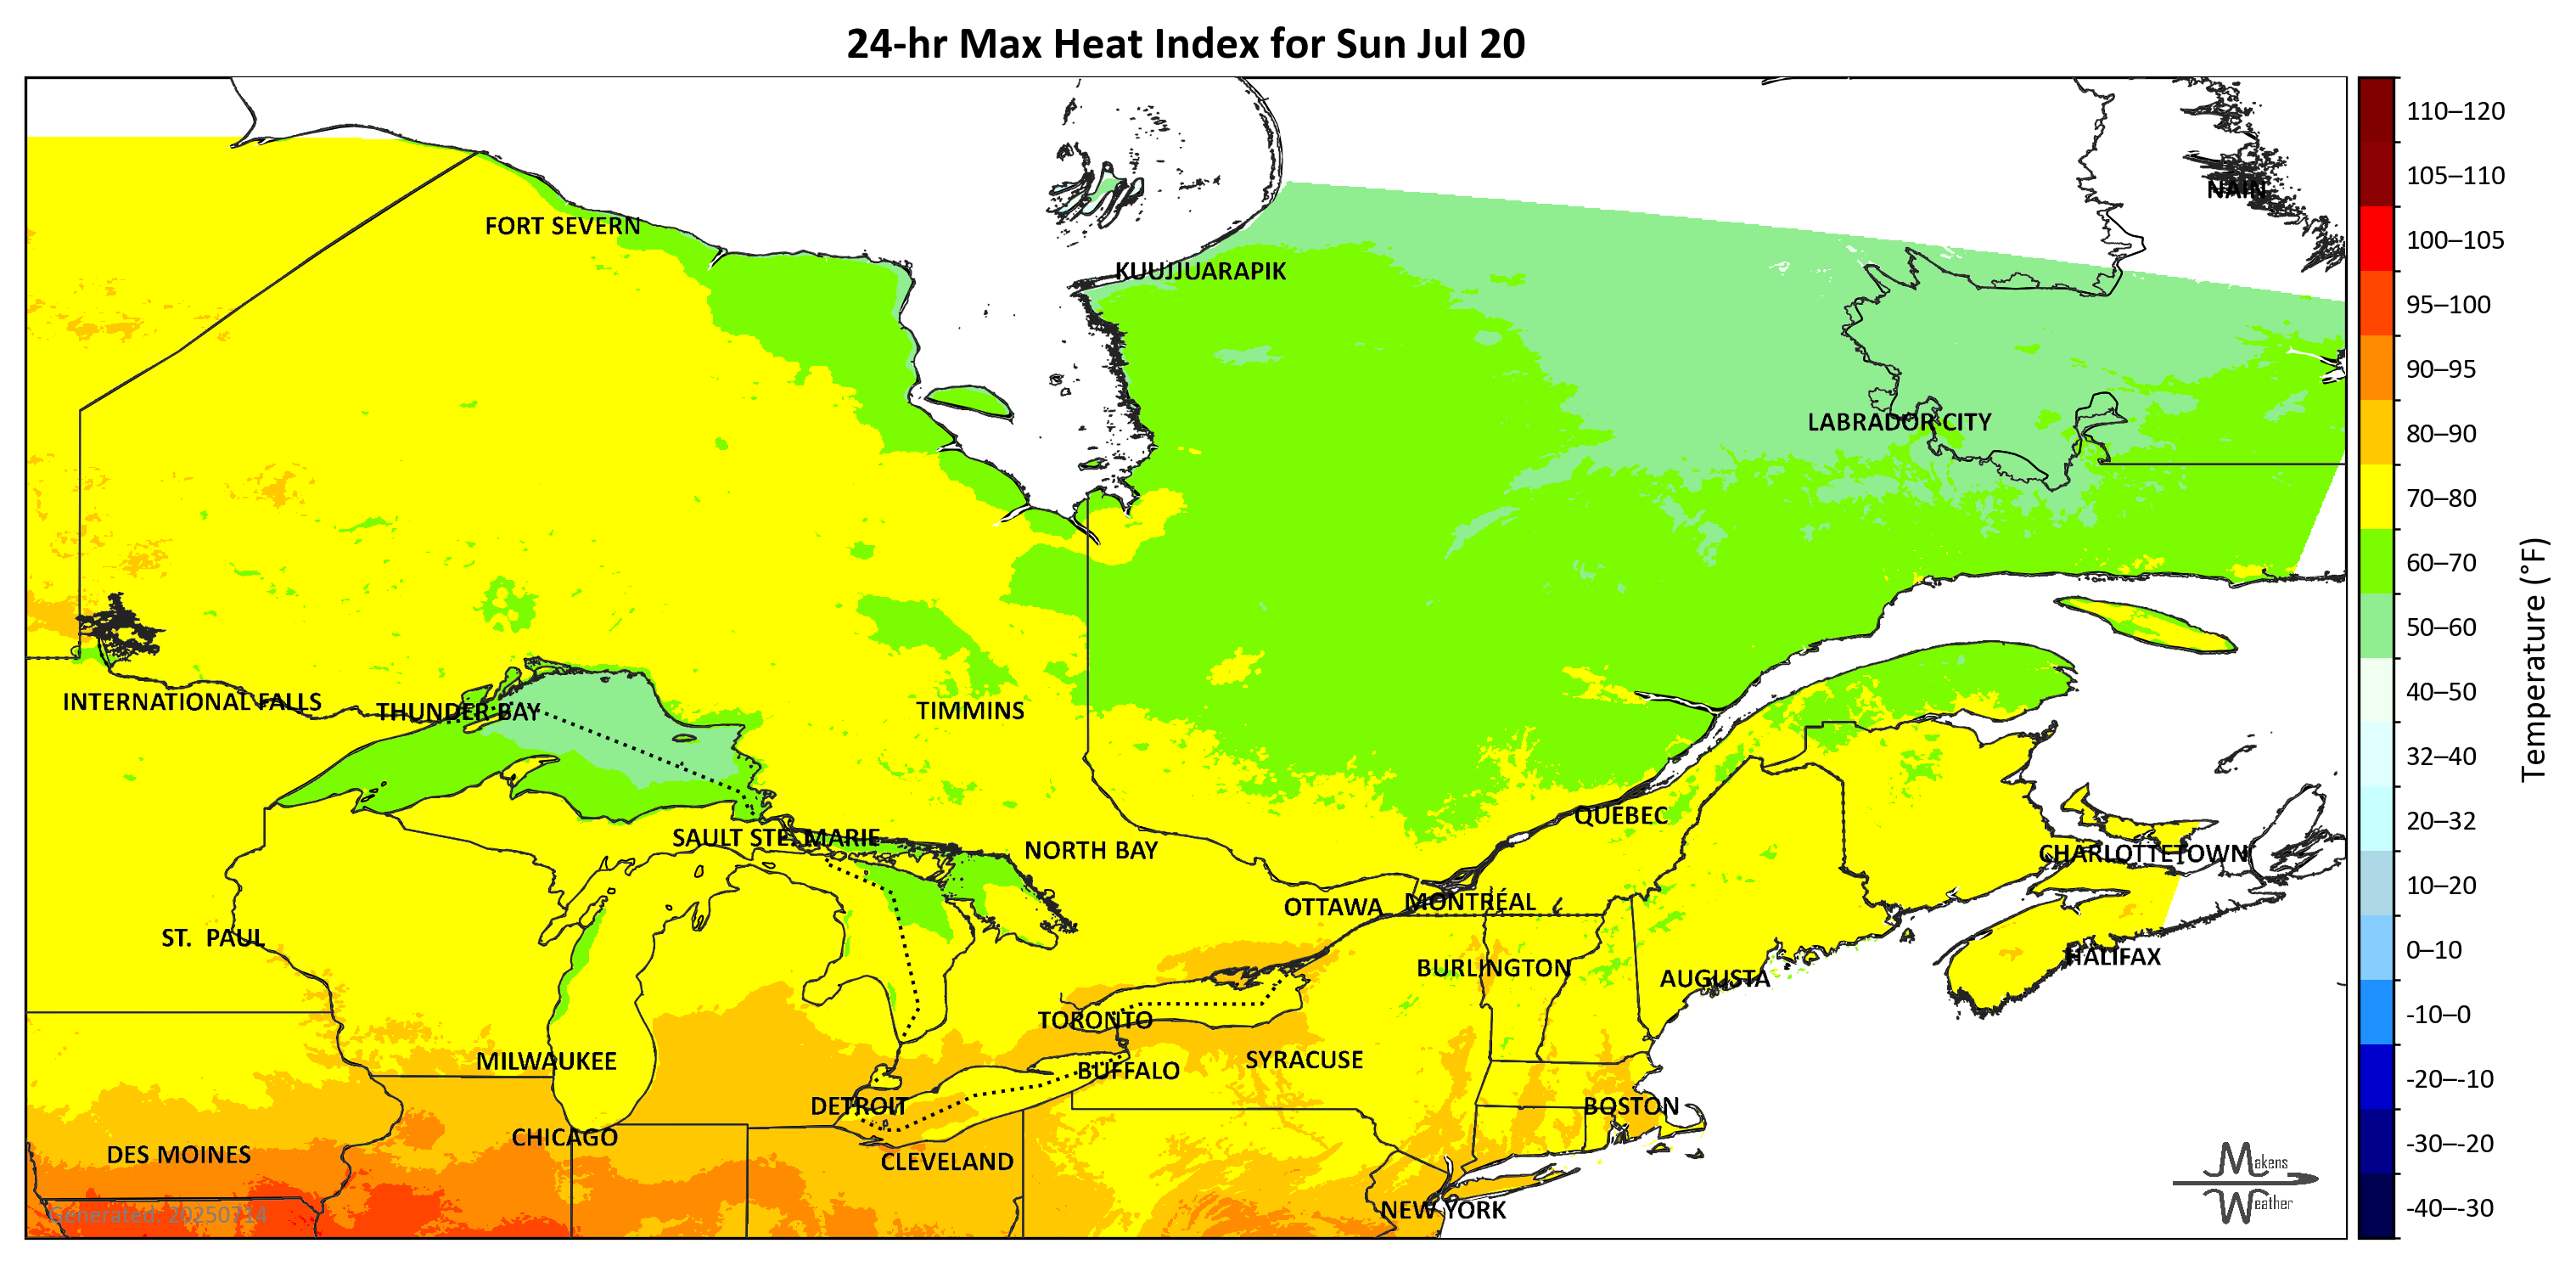 24-hr Max Heat Index for Sun Jul 20
110–120
105–110
NAIN
FORT SEVERN
100–105
KUUJJUARAPIK
95–100
90–95
LABRADOR CITY
80–90
70–80
60–70
50–60
40–50
Temperature (°F)
INTERNATIONAL FALLS
THUNDER BAY
TIMMINS
32–40
QUEBEC
20–32
SAULT STE. MARIE
NORTH BAY
CHARLOTTETOWN
10–20
OTTAWA
MONTRÉAL
ST. PAUL
0–10
HALIFAX
BURLINGTON
AUGUSTA
-10–0
TORONTO
MILWAUKEE
SYRACUSE
BUFFALO
-20–-10
DETROIT
BOSTON
CHICAGO
-30–-20
DES MOINES
CLEVELAND
Makens
Weather
NEW YORK
-40–-30
Generated: 20250714